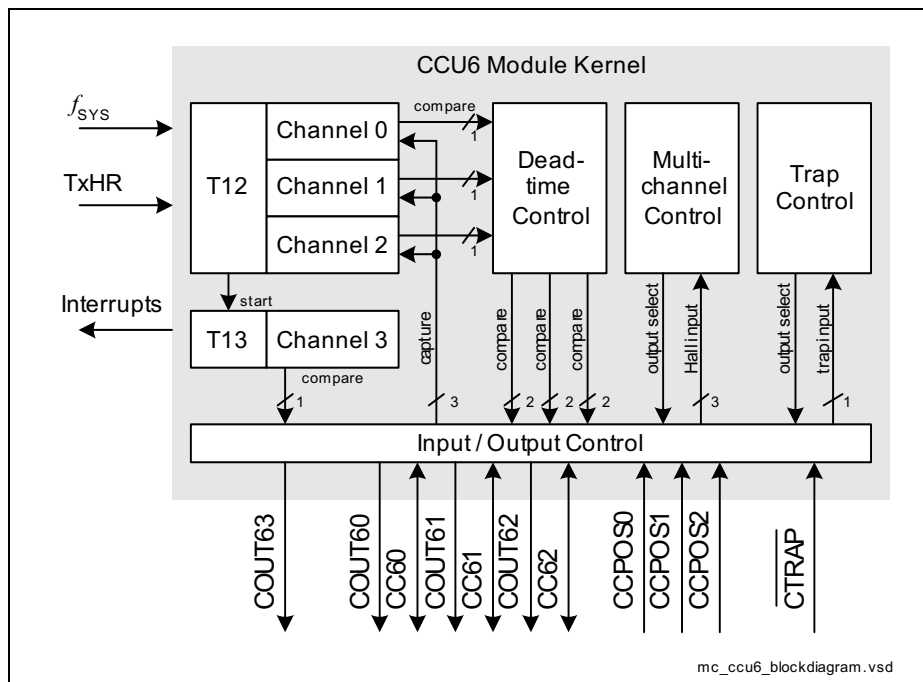 CCU6 Module Kernel
fSYS
TxHR
Interrupts
T12
Channel 0
Channel 1
Channel 2
compare
1
1
1
Dead-
time
Control
Multi-
channel
Control
Trap
Control
start
T13
Channel 3
compare
1
capture
3
compare
2
compare
2
compare
2
output select
Hall input
3
output select
trap input
1
Input / Output Control
COUT63
COUT60
CC60
COUT61
CC61
COUT62
CC62
CCPOS0
CCPOS1
CCPOS2
CTRAP
mc_ccu6_blockdiagram.vsd